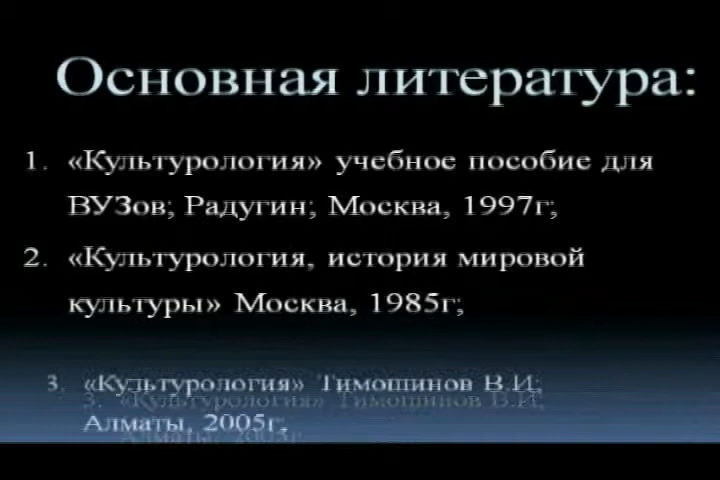 Основная литература:
1. «Культурология» учебное пособие для
ВУЗов; Радугин; Москва, 1997г;
2. «Культурология, история мировой
культуры» Москва, 1985г;
3. «Культурология» Тимошинов В.И;
Алматы, 2005г.